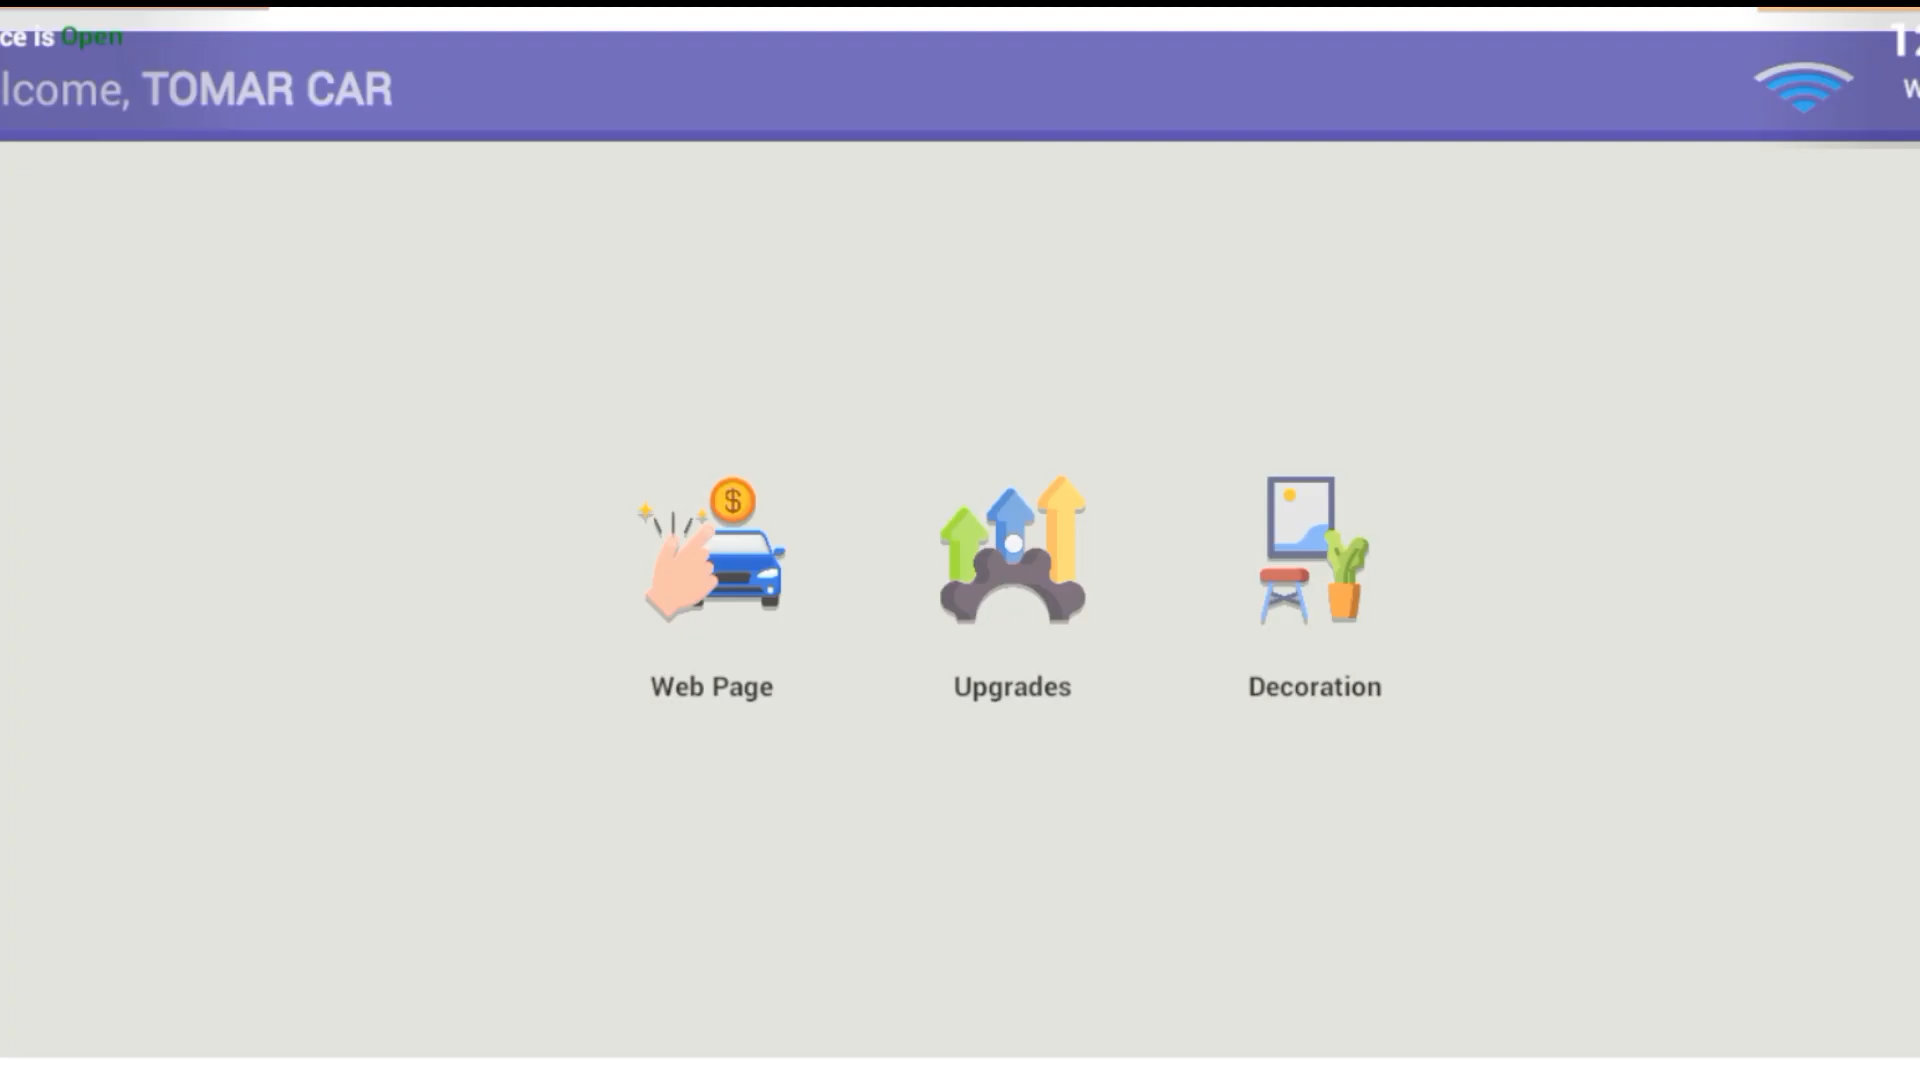 ce is Open
lcome, TOMAR CAR
$
Web Page
Upgrades
Decoration